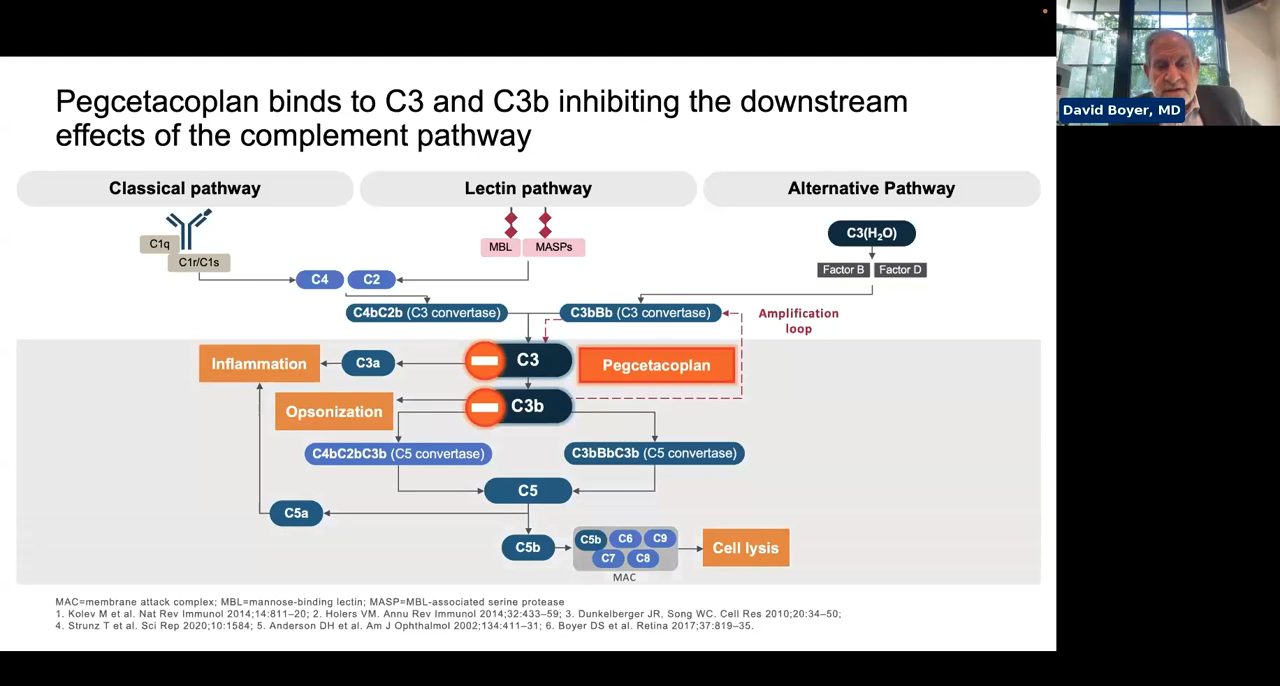 David Boyer, MD
Pegcetacoplan binds to C3 and C3b inhibiting the downstream
effects of the complement pathway
Classical pathway
Lectin pathway
Alternative Pathway
C1q
C1r/C1s
MBL
MASPs
C3(H₂O)
Factor B
Factor D
C4
C2
C4bC2b (C3 convertase)
C3bBb (C3 convertase)
Amplification
loop
Inflammation
C3a
C3
Pegcetacoplan
Opsonization
C3b
C4bC2bC3b (C5 convertase)
C3bBbC3b (C5 convertase)
C5
C5a
C5b
C5b
C6
C9
C7
C8
MAC
Cell lysis
MAC=membrane attack complex; MBL=mannose-binding lectin; MASP=MBL-associated serine protease
1. Kolev M et al. Nat Rev Immunol 2014;14:811–20; 2. Holers VM. Annu Rev Immunol 2014;32:433–59; 3. Dunkelberger JR, Song WC. Cell Res 2010;20:34–50;
4. Strunz T et al. Sci Rep 2020;10:1584; 5. Anderson DH et al. Am J Ophthalmol 2002;134:411–31; 6. Boyer DS et al. Retina 2017;37:819–35.